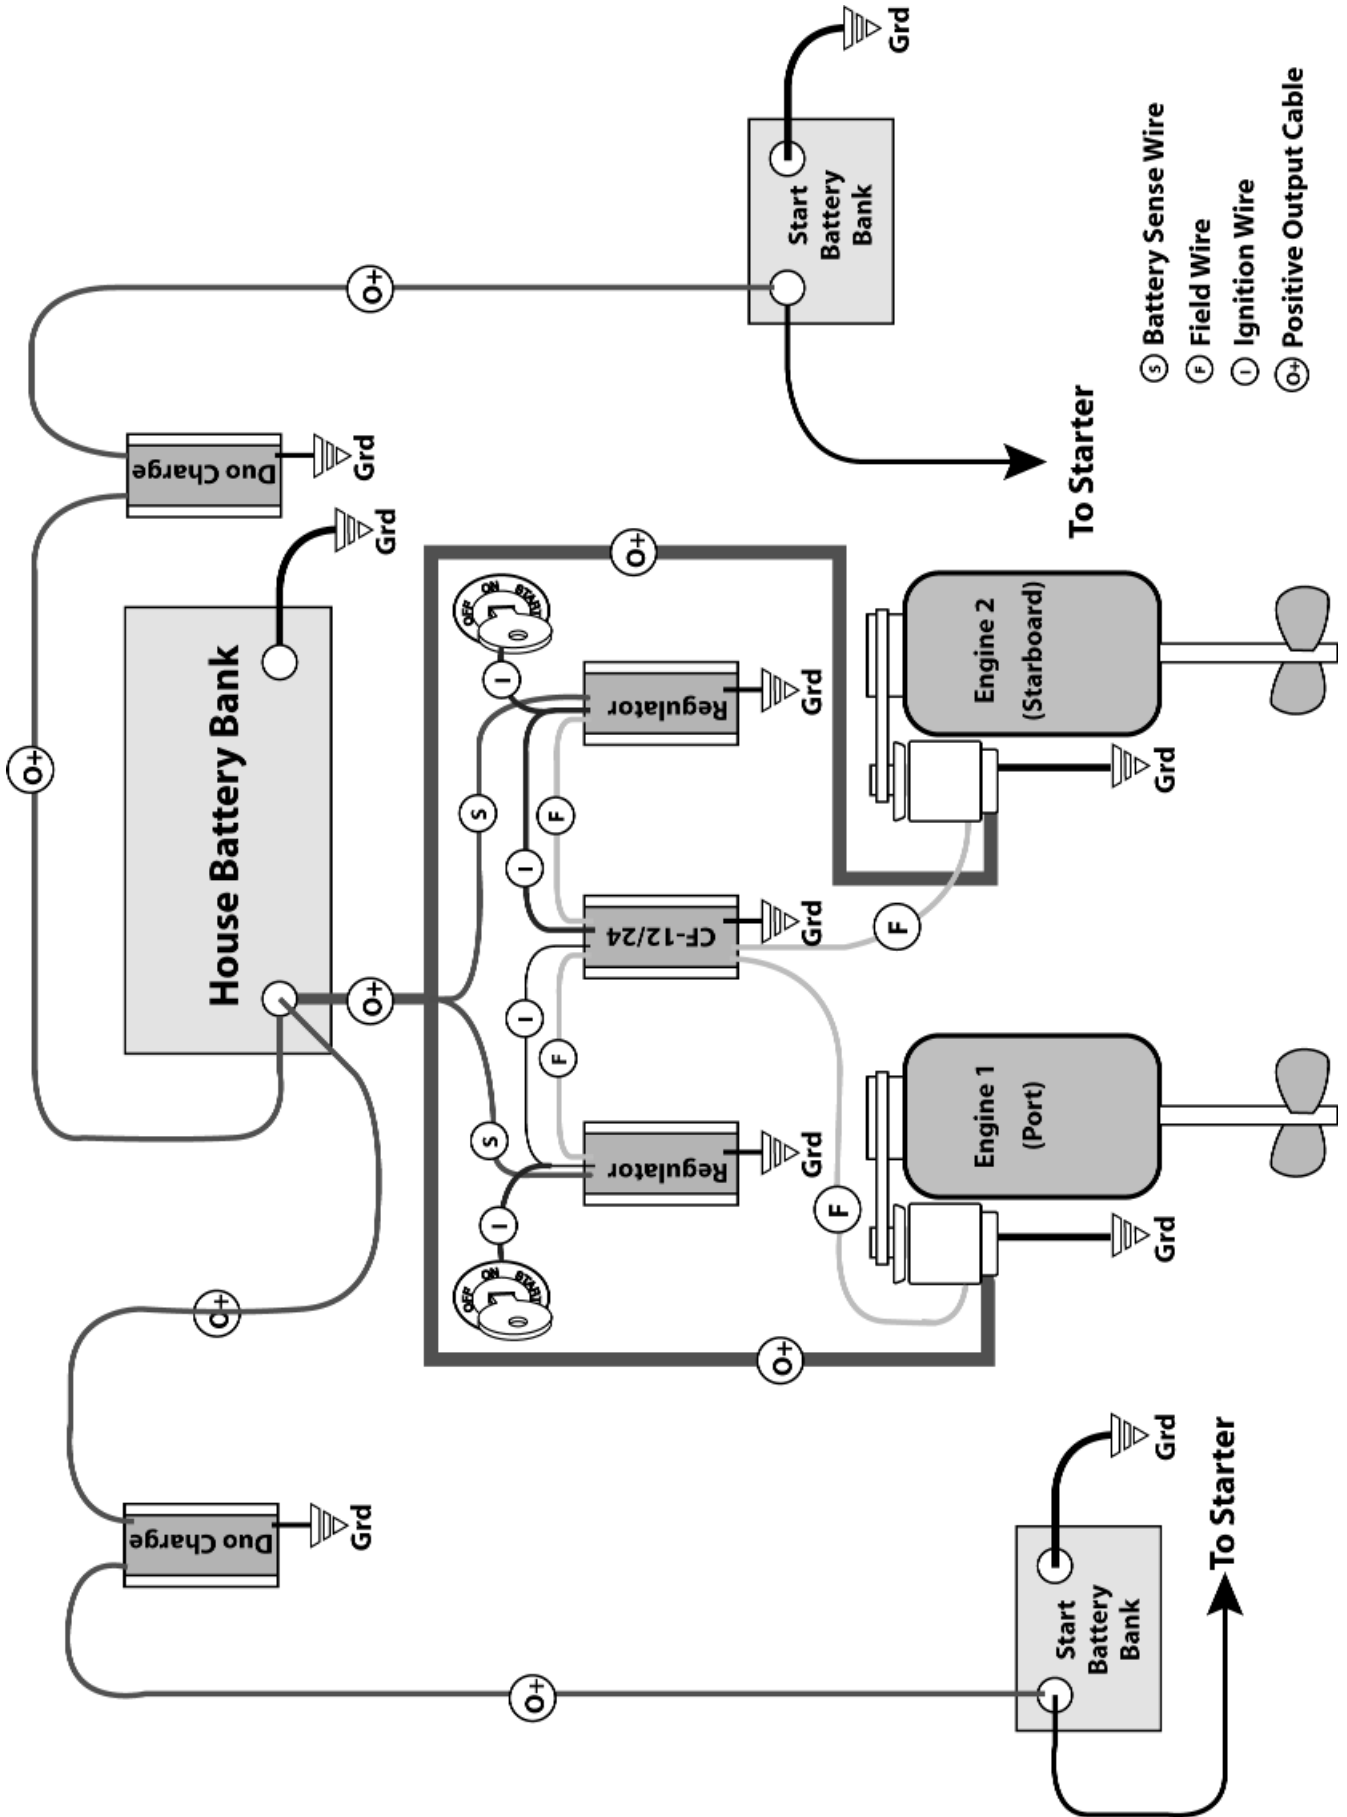 O+
Duo Charge
Duo Charge
O+
House Battery Bank
Grd
Grd
O+
O+
Grd
OFF ON START
OFF ON START
S
S
I
I
I
I
O+
F
F
O+
Regulator
CF-12/24
Regulator
O+
Grd
Grd
Grd
Start
Battery
Bank
F
F
Grd
Engine 1
(Port)
Engine 2
(Starboard)
Start
Battery
Bank
To Starter
Grd
Grd
Grd
To Starter
S Battery Sense Wire
F Field Wire
I Ignition Wire
O+ Positive Output Cable